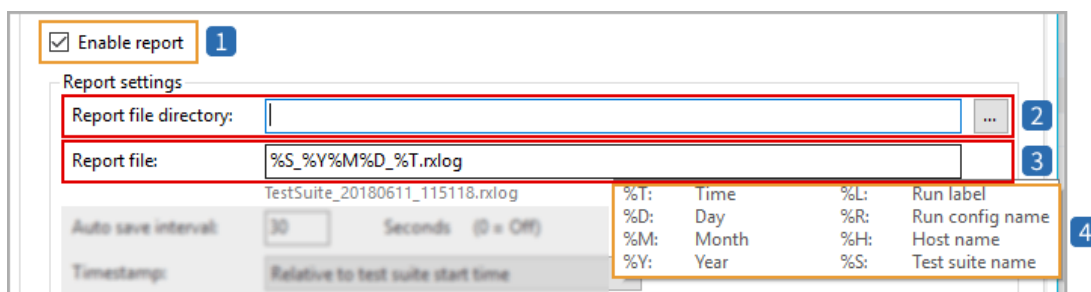 Enable report 1
Report settings
Report file directory: ... 2
Report file: %S_%Y%M%D_%T.rxlog 3
TestSuite_20180611_115118.rxlog
%T: Time %L: Run label
%D: Day %R: Run config name
%M: Month %H: Host name
%Y: Year %S: Test suite name
4
Auto save interval: 30 Seconds (0 = Off)
Timestamp: Relative to test suite start time